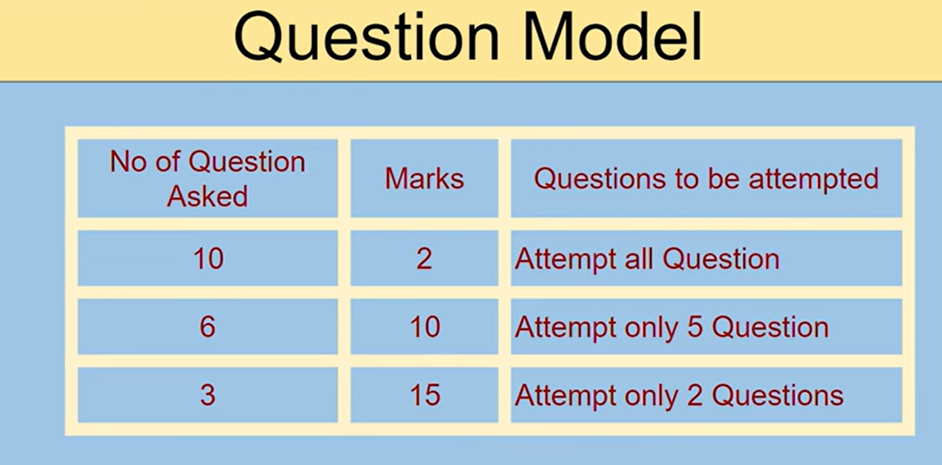 Question Model
No of Question
Asked
Marks
Questions to be attempted
10
2
Attempt all Question
6
10
Attempt only 5 Question
3
15
Attempt only 2 Questions